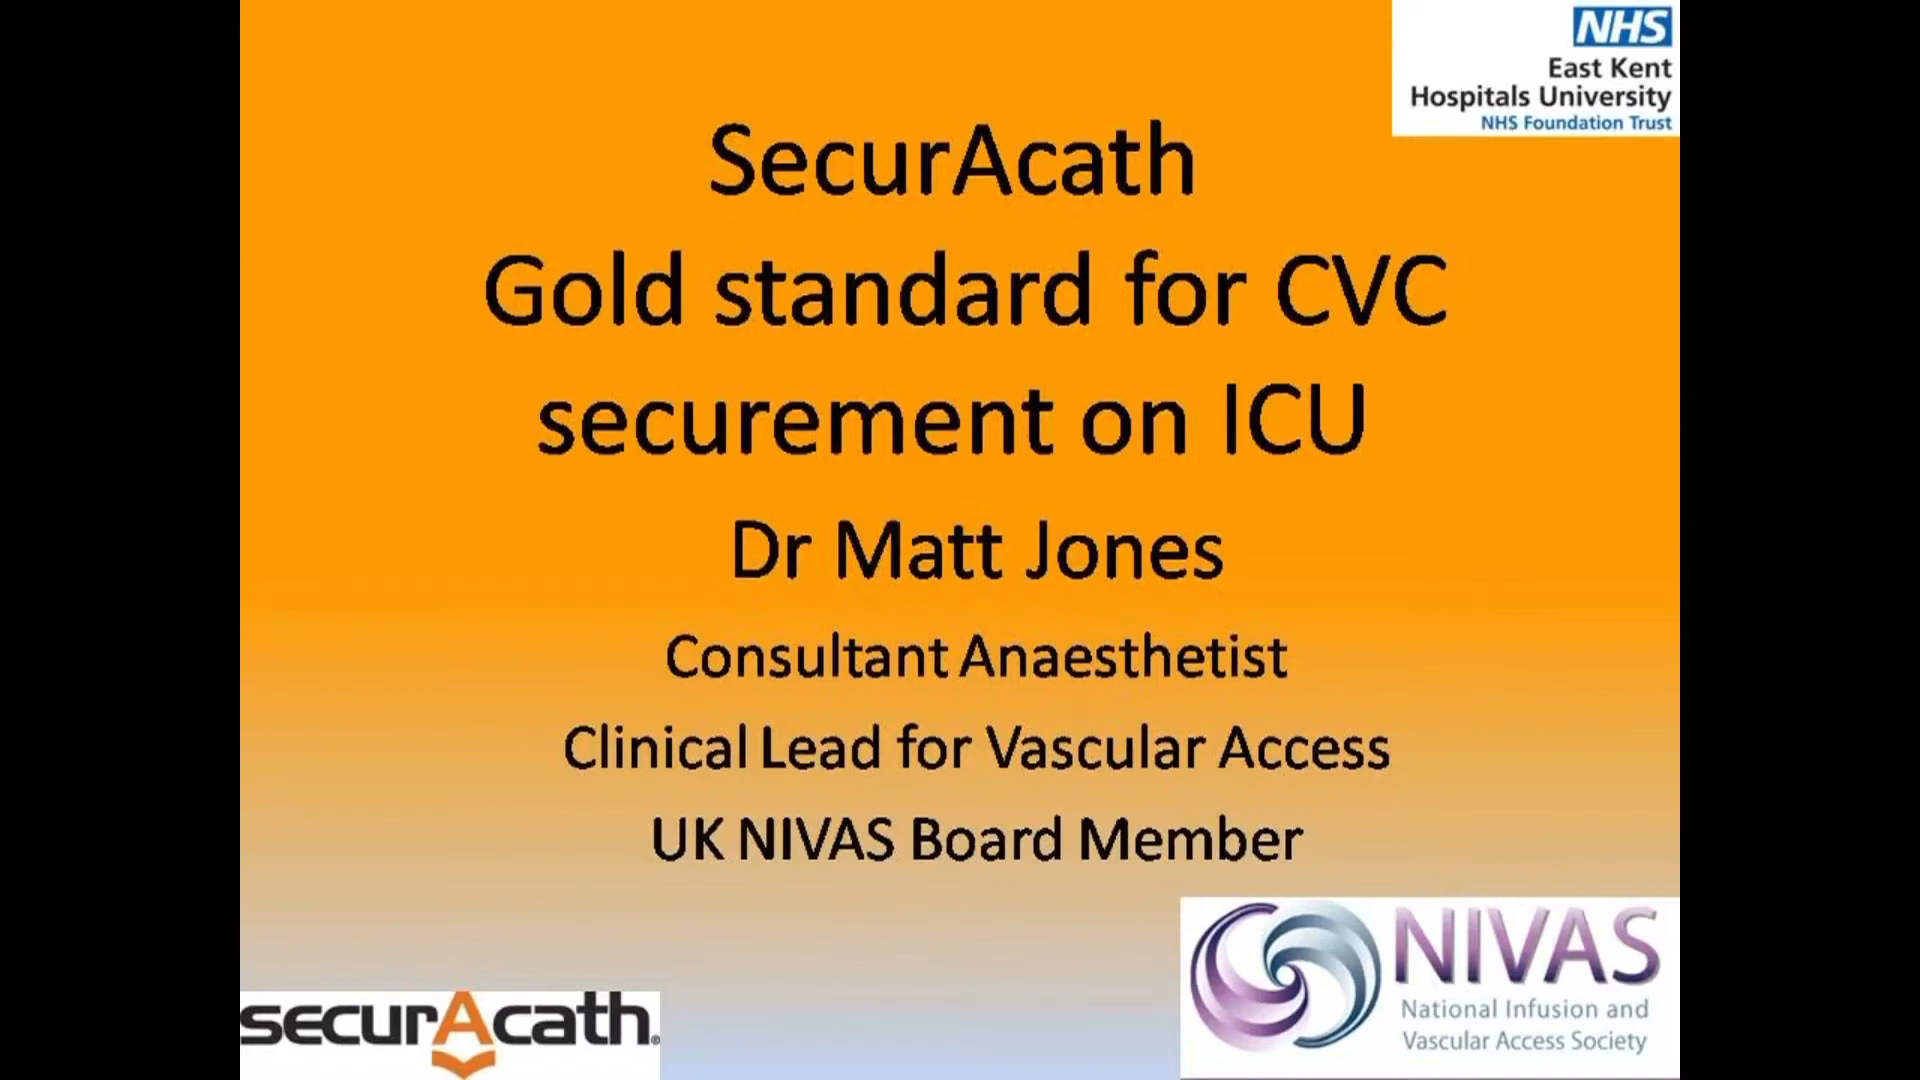 NHS
East Kent
Hospitals University
NHS Foundation Trust
SecurAcath
Gold standard for CVC
securement on ICU
Dr Matt Jones
Consultant Anaesthetist
Clinical Lead for Vascular Access
UK NIVAS Board Member
securAcath®
NIVAS
National Infusion and
Vascular Access Society